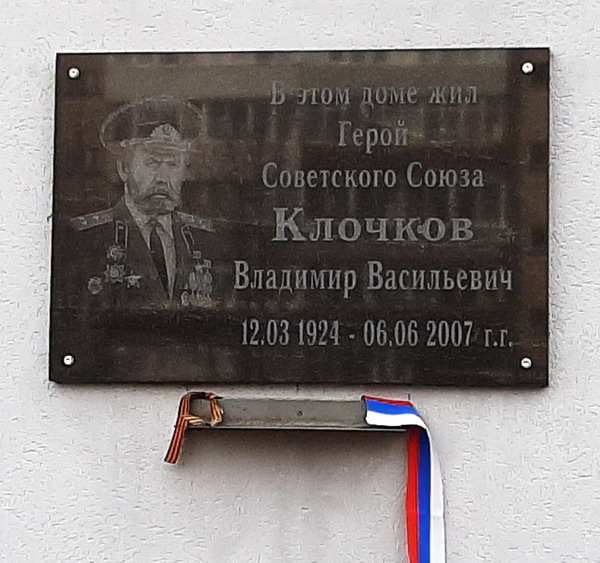 В этом доме жил
Герой
Советского Союза
Клочков
Владимир Васильевич
12.03 1924 - 06.06 2007 г.г.